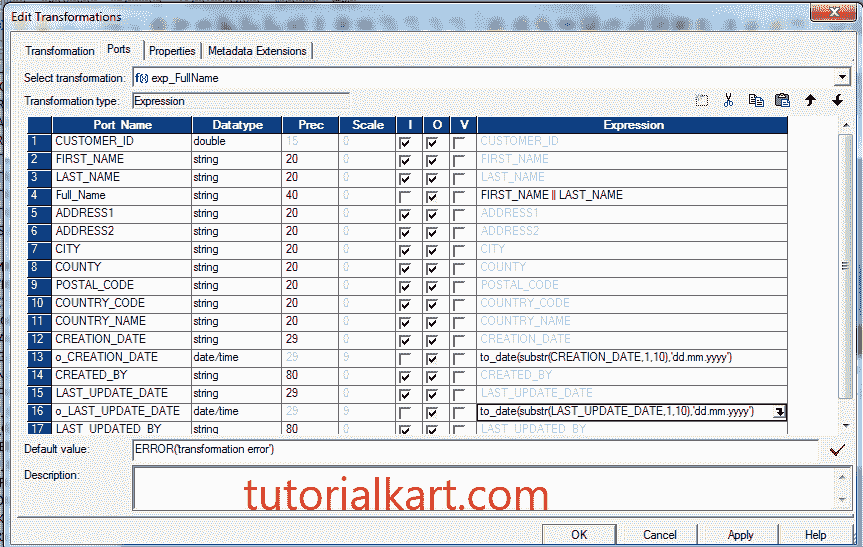 Edit Transformations
Transformation Ports Properties Metadata Extensions
Select transformation: f(x) exp_FullName
Transformation type: Expression
Port Name Datatype Prec Scale I O V Expression
1 CUSTOMER_ID double 15 0 CUSTOMER_ID
2 FIRST_NAME string 20 0 FIRST_NAME
3 LAST_NAME string 20 0 LAST_NAME
4 Full_Name string 40 0 FIRST_NAME || LAST_NAME
5 ADDRESS1 string 20 0 ADDRESS1
6 ADDRESS2 string 20 0 ADDRESS2
7 CITY string 20 0 CITY
8 COUNTY string 20 0 COUNTY
9 POSTAL_CODE string 20 0 POSTAL_CODE
10 COUNTRY_CODE string 20 0 COUNTRY_CODE
11 COUNTRY_NAME string 20 0 COUNTRY_NAME
12 CREATION_DATE string 29 0 CREATION_DATE
13 o_CREATION_DATE date/time 29 9 to_date(substr(CREATION_DATE,1,10),'dd.mm.yyyy')
14 CREATED_BY string 80 0 CREATED_BY
15 LAST_UPDATE_DATE string 29 0 LAST_UPDATE_DATE
16 o_LAST_UPDATE_DATE date/time 29 9 to_date(substr(LAST_UPDATE_DATE,1,10),'dd.mm.yyyy')
17 LAST_UPDATED_BY string 80 0 LAST_UPDATED_BY
Default value: ERROR('transformation error')
Description:
tutorialkart.com
OK Cancel Apply Help